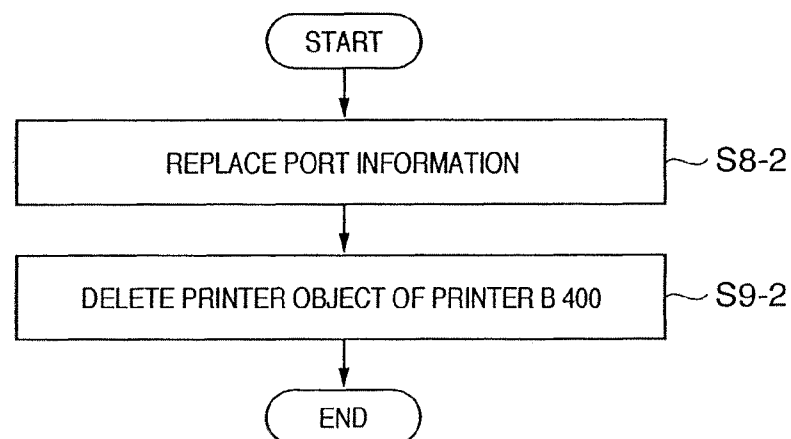 START
REPLACE PORT INFORMATION
S8-2
DELETE PRINTER OBJECT OF PRINTER B 400
S9-2
END